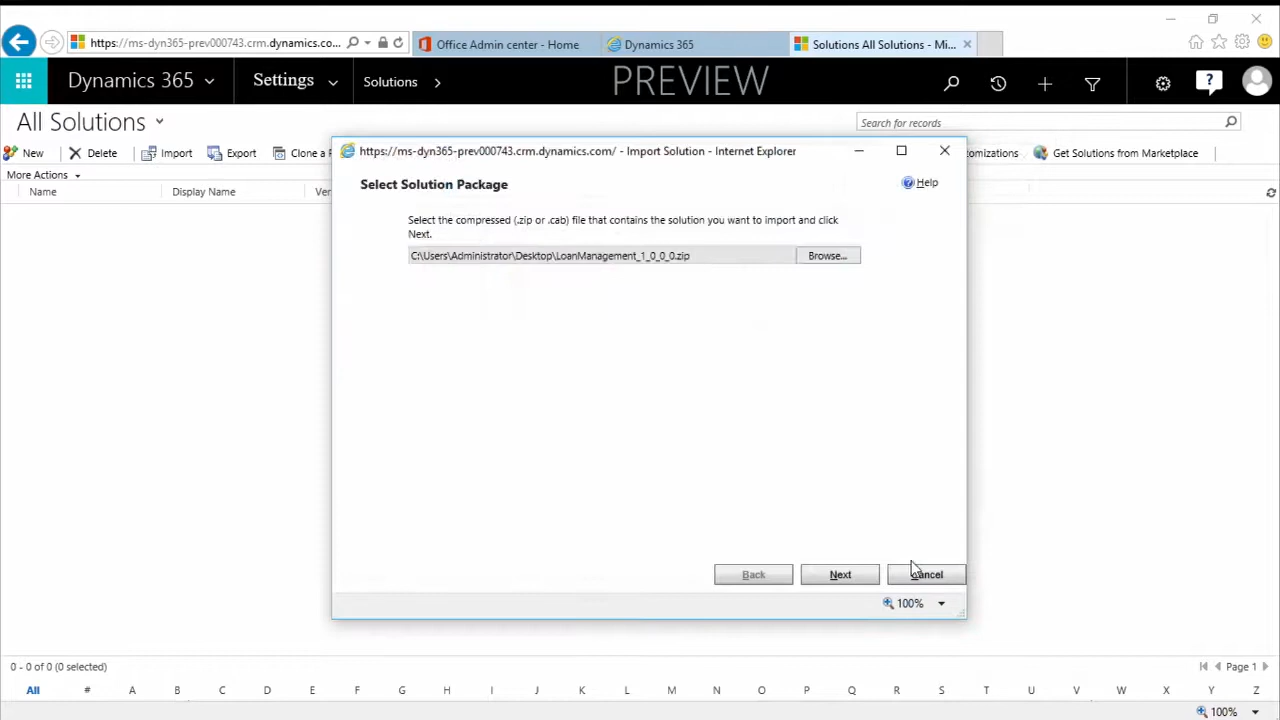 https://ms-dyn365-prev000743.crm.dynamics.co...
Office Admin center - Home
Dynamics 365
Solutions All Solutions - Mi...
Dynamics 365
Settings
Solutions
PREVIEW
All Solutions
Search for records
New
Delete
Import
Export
Clone a
omizations
Get Solutions from Marketplace
More Actions
Name
Display Name
Ver
https://ms-dyn365-prev000743.crm.dynamics.com/ - Import Solution - Internet Explorer
Select Solution Package
Help
Select the compressed (.zip or .cab) file that contains the solution you want to import and click
Next.
C:\Users\Administrator\Desktop\LoanManagement_1_0_0_0.zip
Browse...
Back
Next
Cancel
100%
0 - 0 of 0 (0 selected)
Page 1
All # A B C D E F G H I J K L M N O P Q R S T U V W X Y Z
100%